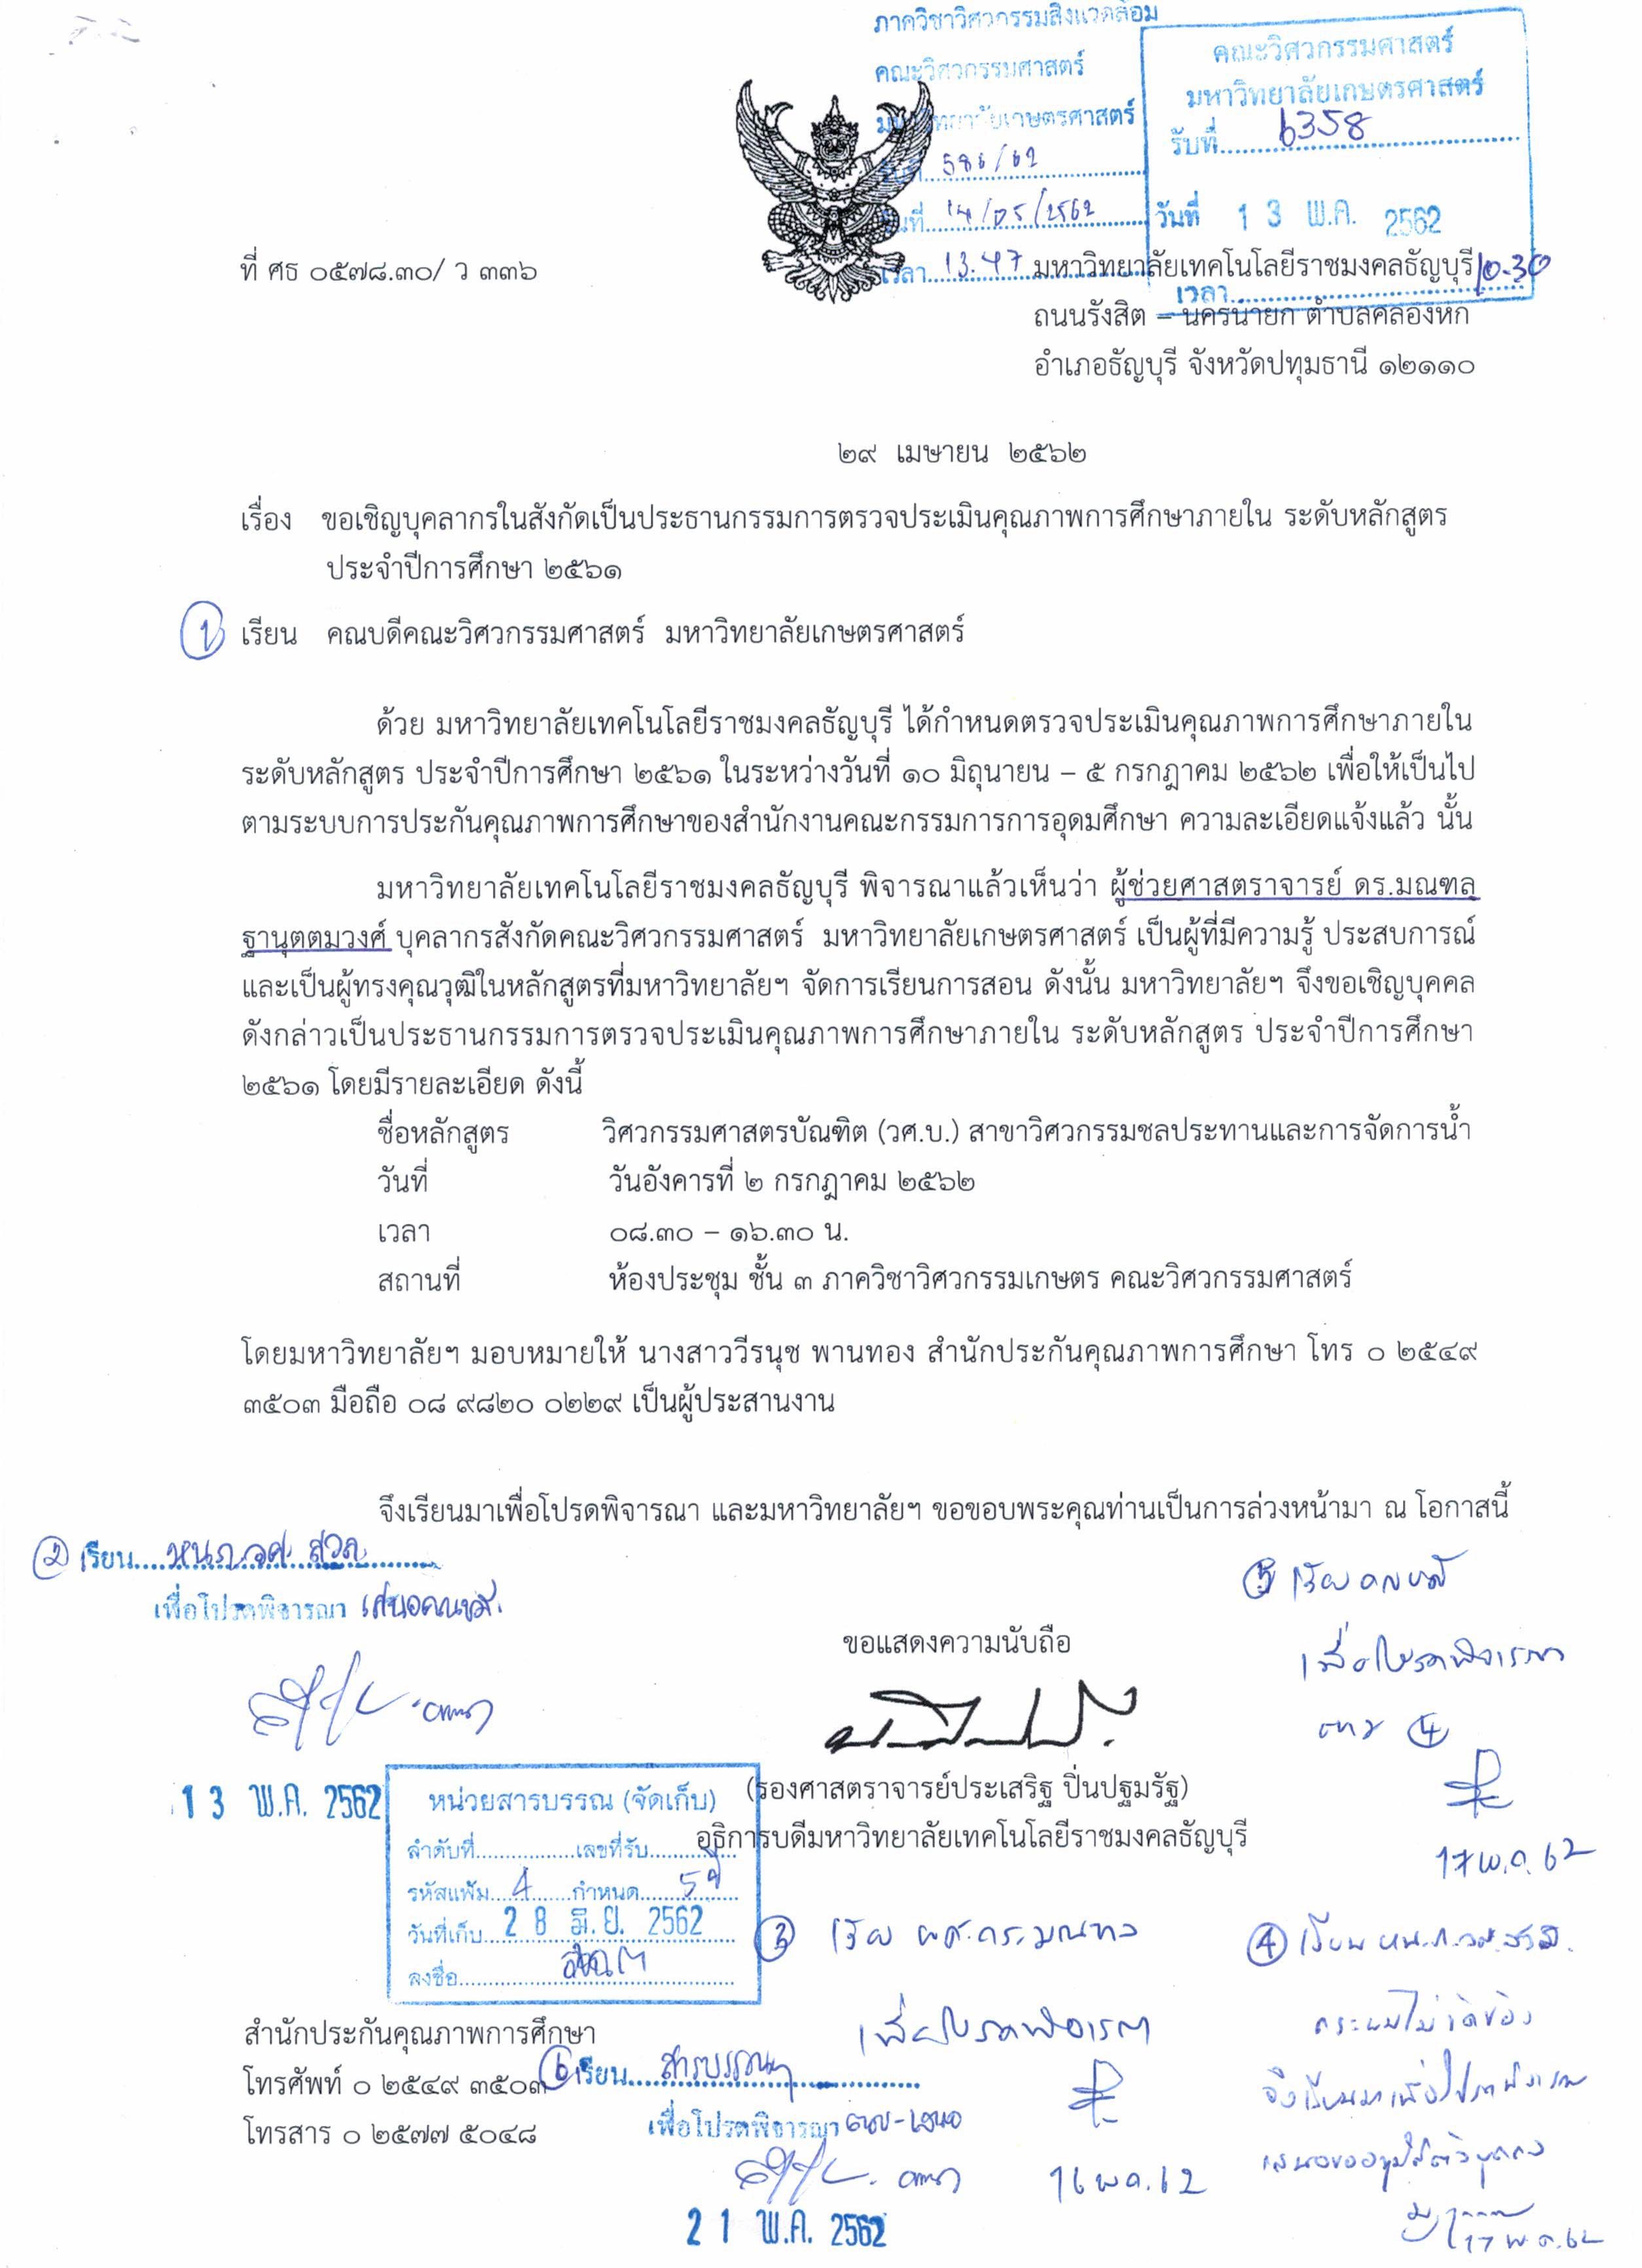 ภาควิชาวิศวกรรมสิ่งแวดล้อม
คณะวิศวกรรมศาสตร์
มหาวิทยาลัยเกษตรศาสตร์
586/62
วันที่ 14/05/2562
เวลา 13.47
คณะวิศวกรรมศาสตร์
มหาวิทยาลัยเกษตรศาสตร์
รับที่ 6358
วันที่ 13 พ.ค. 2562
เวลา 10.30
ที่ ศธ ๐๕๗๘.๓๐/ ว ๓๓๖
มหาวิทยาลัยเทคโนโลยีราชมงคลธัญบุรี
ถนนรังสิต – นครนายก ตำบลคลองหก
อำเภอธัญบุรี จังหวัดปทุมธานี ๑๒๑๑๐
๒๙ เมษายน ๒๕๖๒
เรื่อง ขอเชิญบุคลากรในสังกัดเป็นประธานกรรมการตรวจประเมินคุณภาพการศึกษาภายใน ระดับหลักสูตร
ประจำปีการศึกษา ๒๕๖๑
1 เรียน คณบดีคณะวิศวกรรมศาสตร์ มหาวิทยาลัยเกษตรศาสตร์
ด้วย มหาวิทยาลัยเทคโนโลยีราชมงคลธัญบุรี ได้กำหนดตรวจประเมินคุณภาพการศึกษาภายใน
ระดับหลักสูตร ประจำปีการศึกษา ๒๕๖๑ ในระหว่างวันที่ ๑๐ มิถุนายน – ๕ กรกฎาคม ๒๕๖๒ เพื่อให้เป็นไป
ตามระบบการประกันคุณภาพการศึกษาของสำนักงานคณะกรรมการการอุดมศึกษา ความละเอียดแจ้งแล้ว นั้น
มหาวิทยาลัยเทคโนโลยีราชมงคลธัญบุรี พิจารณาแล้วเห็นว่า ผู้ช่วยศาสตราจารย์ ดร.มณฑล
ฐานุตตมวงศ์ บุคลากรสังกัดคณะวิศวกรรมศาสตร์ มหาวิทยาลัยเกษตรศาสตร์ เป็นผู้ที่มีความรู้ ประสบการณ์
และเป็นผู้ทรงคุณวุฒิในหลักสูตรที่มหาวิทยาลัยฯ จัดการเรียนการสอน ดังนั้น มหาวิทยาลัยฯ จึงขอเชิญบุคคล
ดังกล่าวเป็นประธานกรรมการตรวจประเมินคุณภาพการศึกษาภายใน ระดับหลักสูตร ประจำปีการศึกษา
๒๕๖๑ โดยมีรายละเอียด ดังนี้
ชื่อหลักสูตร วิศวกรรมศาสตรบัณฑิต (วศ.บ.) สาขาวิศวกรรมชลประทานและการจัดการน้ำ
วันที่ วันอังคารที่ ๒ กรกฎาคม ๒๕๖๒
เวลา ๐๘.๓๐ – ๑๖.๓๐ น.
สถานที่ ห้องประชุม ชั้น ๓ ภาควิชาวิศวกรรมเกษตร คณะวิศวกรรมศาสตร์
โดยมหาวิทยาลัยฯ มอบหมายให้ นางสาววีรนุช พานทอง สำนักประกันคุณภาพการศึกษา โทร ๐ ๒๕๔๙
๓๕๐๓ มือถือ ๐๘ ๙๘๒๐ ๐๒๒๙ เป็นผู้ประสานงาน
จึงเรียนมาเพื่อโปรดพิจารณา และมหาวิทยาลัยฯ ขอขอบพระคุณท่านเป็นการล่วงหน้ามา ณ โอกาสนี้
2 เรียน
เพื่อโปรดพิจารณา
13 พ.ค. 2562
ขอแสดงความนับถือ
(รองศาสตราจารย์ประเสริฐ ปิ่นปฐมรัฐ)
อธิการบดีมหาวิทยาลัยเทคโนโลยีราชมงคลธัญบุรี
5 เรียน คณบดี
เพื่อโปรดพิจารณา
ตาม 4
17 พ.ค. 62
หน่วยสารบรรณ (จัดเก็บ)
ลำดับที่ เลขที่รับ
รหัสแฟ้ม 4 กำหนด 5 ปี
วันที่เก็บ 28 มิ.ย. 2562
ลงชื่อ
3 เรียน ผศ.ดร.มณฑล
เพื่อโปรดพิจารณา
16 พ.ค. 62
4 เรียน
กระผมไม่ขัดข้อง
จึงเรียนมาเพื่อโปรดพิจารณา
17 พ.ค. 62
สำนักประกันคุณภาพการศึกษา
โทรศัพท์ ๐ ๒๕๔๙ ๓๕๐๓
โทรสาร ๐ ๒๕๗๗ ๕๐๔๘
6 เรียน สารบรรณ
เพื่อโปรดพิจารณา
21 พ.ค. 2562